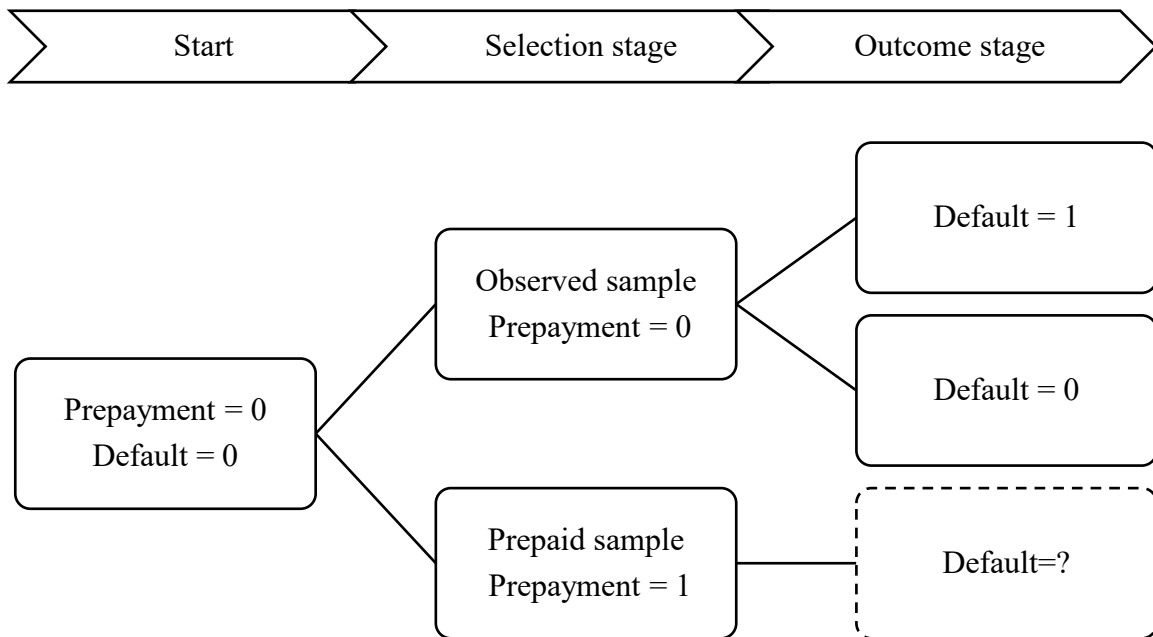 Start
Selection stage
Outcome stage
Default = 1
Observed sample
Prepayment = 0
Default = 0
Prepayment = 0
Default = 0
Prepaid sample
Prepayment = 1
Default=?